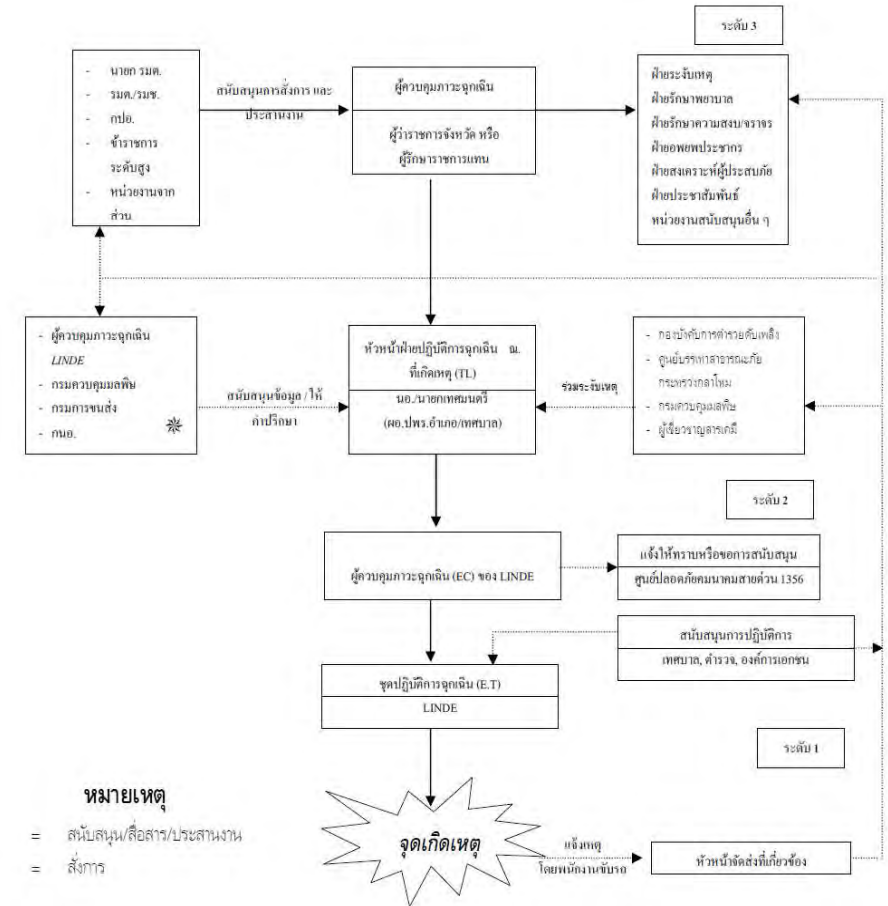 ระดับ 3
- นายก รมต.
- รมต./รมช.
- กปอ.
- ข้าราชการ
ระดับสูง
- หน่วยงานจาก
ส่วน
สนับสนุนการสั่งการ และ
ประสานงาน
ผู้ควบคุมภาวะฉุกเฉิน
ผู้ว่าราชการจังหวัด หรือ
ผู้รักษาราชการแทน
ฝ่ายระงับเหตุ
ฝ่ายรักษาพยาบาล
ฝ่ายรักษาความสงบ/จราจร
ฝ่ายอพยพประชากร
ฝ่ายสงเคราะห์ผู้ประสบภัย
ฝ่ายประชาสัมพันธ์
หน่วยงานสนับสนุนอื่น ๆ
- ผู้ควบคุมภาวะฉุกเฉิน
LINDE
- กรมควบคุมมลพิษ
- กรมการขนส่ง
- กนอ.
สนับสนุนข้อมูล / ให้
คำปรึกษา
หัวหน้าฝ่ายปฏิบัติการฉุกเฉิน ณ.
ที่เกิดเหตุ (TL)
นอ./นายกเทศมนตรี
(ผอ.ปพร.อำเภอ/เทศบาล)
ร่วมระงับเหตุ
- กองบังคับการตำรวจดับเพลิง
- ศูนย์บรรเทาสาธารณะภัย
กระทรวงกลาโหม
- กรมควบคุมมลพิษ
- ผู้เชี่ยวชาญสารเคมี
ระดับ 2
ผู้ควบคุมภาวะฉุกเฉิน (EC) ของ LINDE
แจ้งให้ทราบหรือขอการสนับสนุน
ศูนย์ปลอดภัยคมนาคมสายด่วน 1356
สนับสนุนการปฏิบัติการ
เทศบาล, ตำรวจ, องค์การเอกชน
ชุดปฏิบัติการฉุกเฉิน (E.T)
LINDE
ระดับ 1
หมายเหตุ
= สนับสนุน/สื่อสาร/ประสานงาน
= สั่งการ
จุดเกิดเหตุ
แจ้งเหตุ
โดยพนักงานขับรถ
หัวหน้าจัดส่งที่เกี่ยวข้อง